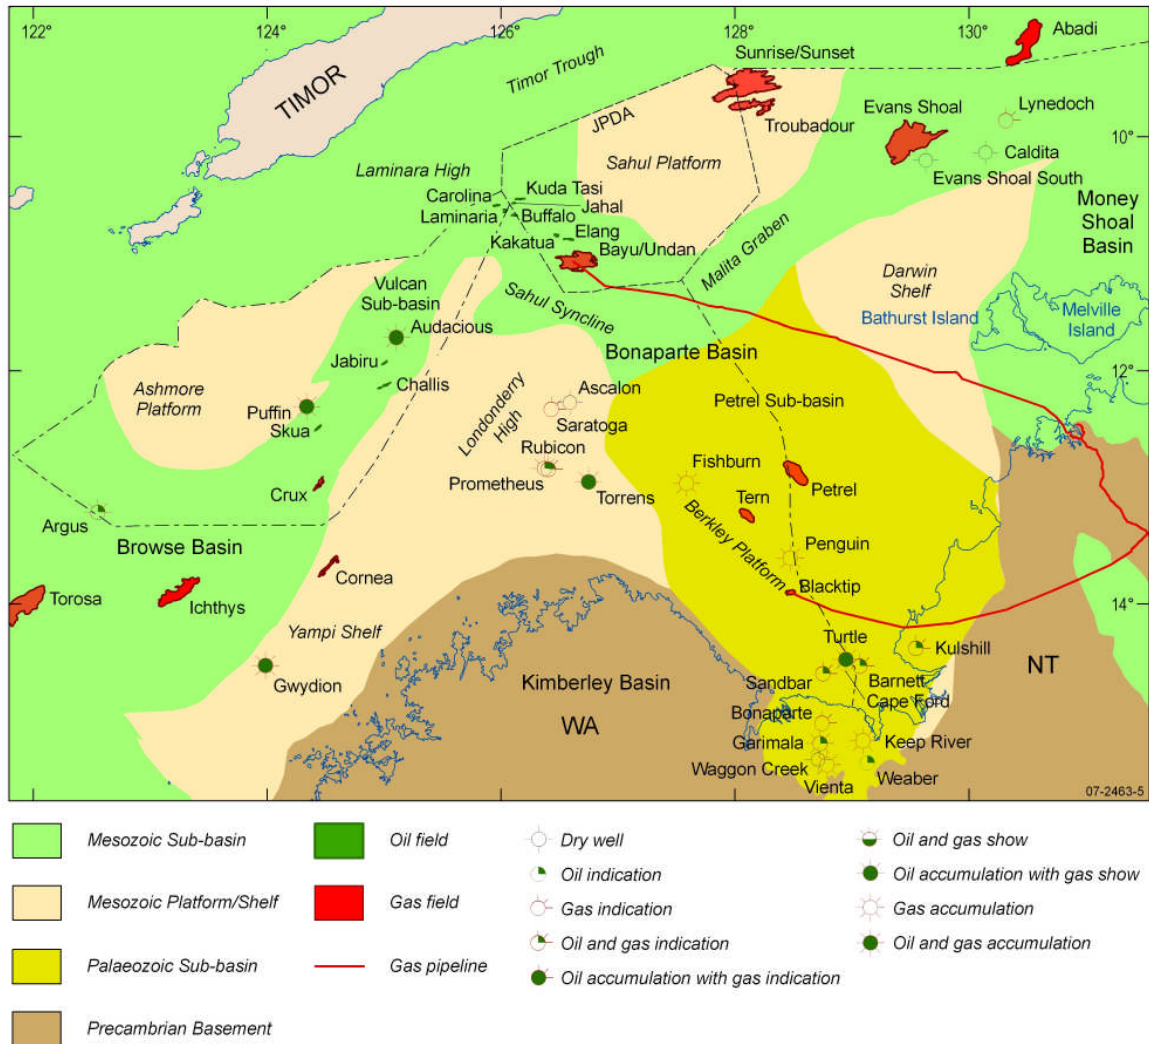 122°
124°
126°
128°
130°
Abadi
Sunrise/Sunset
Timor Trough
TIMOR
Evans Shoal
Lynedoch
JPDA
Troubadour
10°
Sahul Platform
Caldita
Laminara High
Evans Shoal South
Carolina
Kuda Tasi
Jahal
Laminaria
Buffalo
Money
Shoal
Basin
Elang
Kakatua
Bayu/Undan
Malita Graben
Darwin
Shelf
Vulcan
Sub-basin
Sahul Syncline
Bathurst Island
Melville
Island
Audacious
Bonaparte Basin
Jabiru
12°
Challis
Ashmore
Platform
Ascalon
Petrel Sub-basin
Puffin
Londonderry
High
Saratoga
Skua
Rubicon
Fishburn
Prometheus
Petrel
Crux
Torrens
Tern
Argus
Berkley Platform
Penguin
Browse Basin
Cornea
Blacktip
Torosa
Ichthys
14°
Yampi Shelf
Turtle
Kulshill
NT
Sandbar
Barnett
Gwydion
Kimberley Basin
Cape Ford
Bonaparte
WA
Garimala
Keep River
Waggon Creek
Weaber
Vienta
07-2463-5
Mesozoic Sub-basin
Oil field
Dry well
Oil and gas show
Oil indication
Oil accumulation with gas show
Mesozoic Platform/Shelf
Gas field
Gas indication
Gas accumulation
Oil and gas indication
Oil and gas accumulation
Palaeozoic Sub-basin
Gas pipeline
Oil accumulation with gas indication
Precambrian Basement